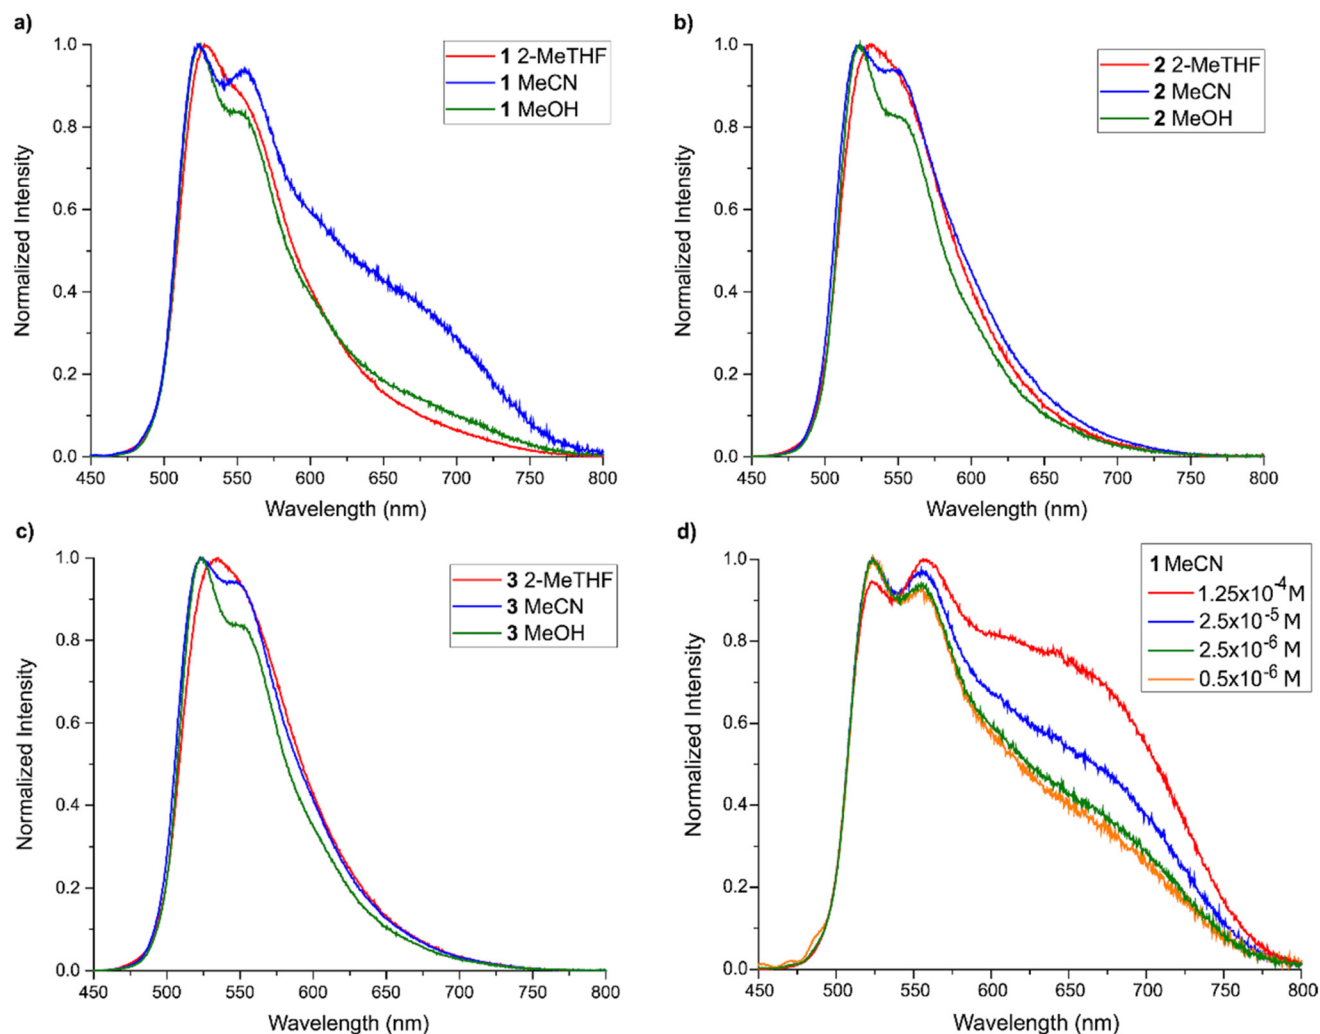 a)
1.0
0.8
0.6
0.4
0.2
0.0
Normalized Intensity
450 500 550 600 650 700 750 800
Wavelength (nm)
1 2-MeTHF
1 MeCN
1 MeOH
b)
1.0
0.8
0.6
0.4
0.2
0.0
Normalized Intensity
450 500 550 600 650 700 750 800
Wavelength (nm)
2 2-MeTHF
2 MeCN
2 MeOH
c)
1.0
0.8
0.6
0.4
0.2
0.0
Normalized Intensity
450 500 550 600 650 700 750 800
Wavelength (nm)
3 2-MeTHF
3 MeCN
3 MeOH
d)
1.0
0.8
0.6
0.4
0.2
0.0
Normalized Intensity
450 500 550 600 650 700 750 800
Wavelength (nm)
1 MeCN
1.25x10⁻⁴M
2.5x10⁻⁵ M
2.5x10⁻⁶ M
0.5x10⁻⁶ M